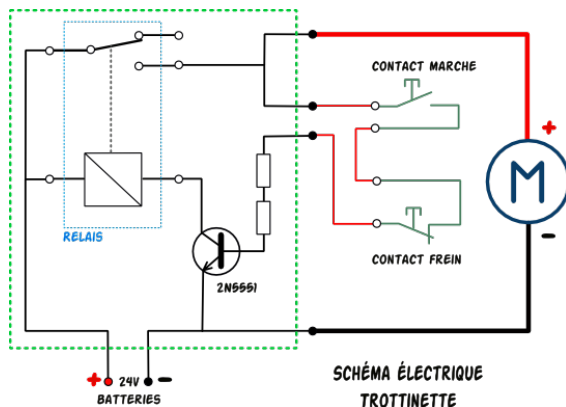 CONTACT MARCHE
+
M
-
RELAIS
CONTACT FREIN
2N5551
+ 24V -
BATTERIES
SCHÉMA ÉLECTRIQUE
TROTTINETTE